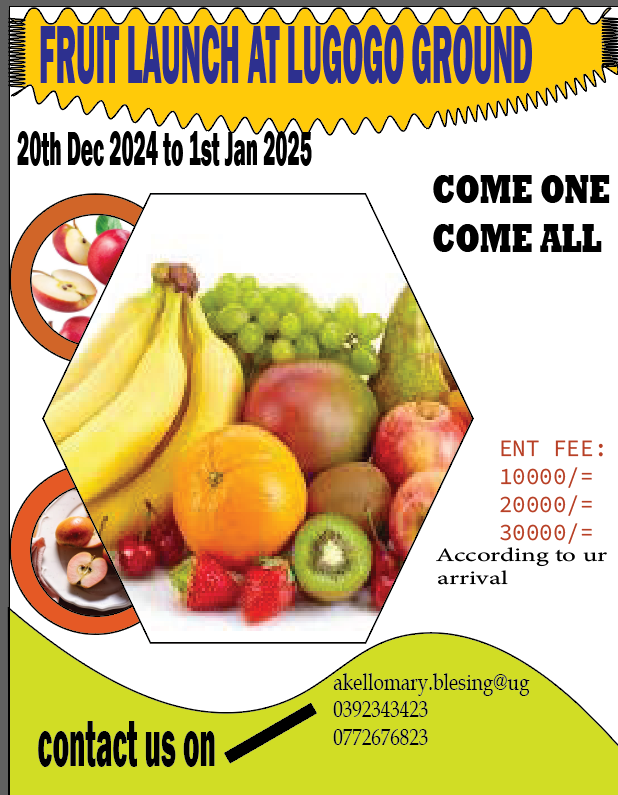 FRUIT LAUNCH AT LUGOGO GROUND
20th Dec 2024 to 1st Jan 2025
COME ONE
COME ALL
ENT FEE:
10000/=
20000/=
30000/=
According to ur
arrival
akellomary.blesing@ug
0392343423
0772676823
contact us on